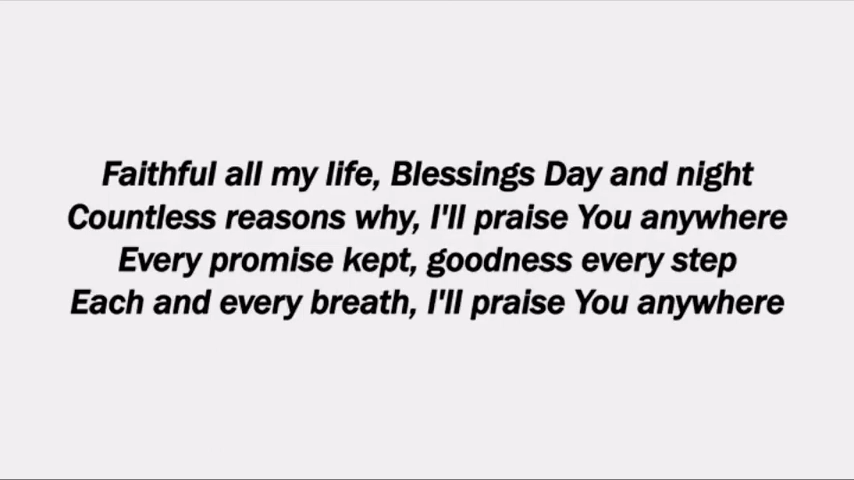 Faithful all my life, Blessings Day and night
Countless reasons why, I'll praise You anywhere
Every promise kept, goodness every step
Each and every breath, I'll praise You anywhere